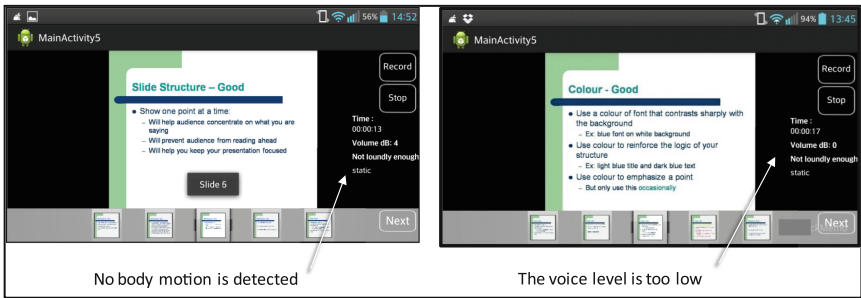 56% 14:52
MainActivity5
Slide Structure – Good
• Show one point at a time:
– Will help audience concentrate on what you are
saying
– Will prevent audience from reading ahead
– Will help you keep your presentation focused
Slide 5
Record
Stop
Time :
00:00:13
Volume dB: 4
Not loundly enough
static
Next
No body motion is detected
94% 13:45
MainActivity5
Colour - Good
• Use a colour of font that contrasts sharply with
the background
– Ex: blue font on white background
• Use colour to reinforce the logic of your
structure
– Ex: light blue title and dark blue text
• Use colour to emphasize a point
– But only use this occasionally
Record
Stop
Time :
00:00:17
Volume dB: 0
Not loundly enough
static
Next
The voice level is too low